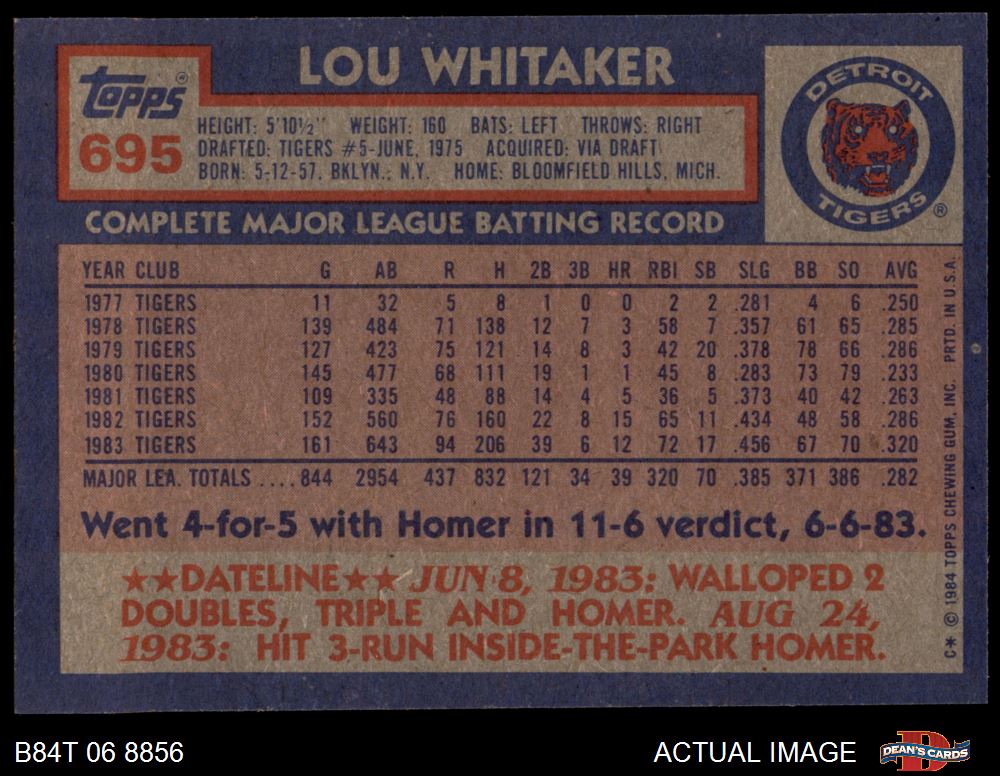 LOU WHITAKER
Topps®
695
HEIGHT: 5'10½" WEIGHT: 160 BATS: LEFT THROWS: RIGHT
DRAFTED: TIGERS #5-JUNE, 1975 ACQUIRED: VIA DRAFT
BORN: 5-12-57, BKLYN., N.Y. HOME: BLOOMFIELD HILLS, MICH.
DETROIT
TIGERS®
COMPLETE MAJOR LEAGUE BATTING RECORD
YEAR CLUB G AB R H 2B 3B HR RBI SB SLG BB SO AVG
1977 TIGERS 11 32 5 8 1 0 0 2 2 .281 4 6 .250
1978 TIGERS 139 484 71 138 12 7 3 58 7 .357 61 65 .285
1979 TIGERS 127 423 75 121 14 8 3 42 20 .378 78 66 .286
1980 TIGERS 145 477 68 111 19 1 1 45 8 .283 73 79 .233
1981 TIGERS 109 335 48 88 14 4 5 36 5 .373 40 42 .263
1982 TIGERS 152 560 76 160 22 8 15 65 11 .434 48 58 .286
1983 TIGERS 161 643 94 206 39 6 12 72 17 .456 67 70 .320
MAJOR LEA. TOTALS ....844 2954 437 832 121 34 39 320 70 .385 371 386 .282
Went 4-for-5 with Homer in 11-6 verdict, 6-6-83.
★★DATELINE★★ JUN 8, 1983: WALLOPED 2
DOUBLES, TRIPLE AND HOMER. AUG 24,
1983: HIT 3-RUN INSIDE-THE-PARK HOMER.
C* © 1984 TOPPS CHEWING GUM, INC. PRTD. IN U.S.A.
B84T 06 8856
ACTUAL IMAGE
D
DEAN'S CARDS